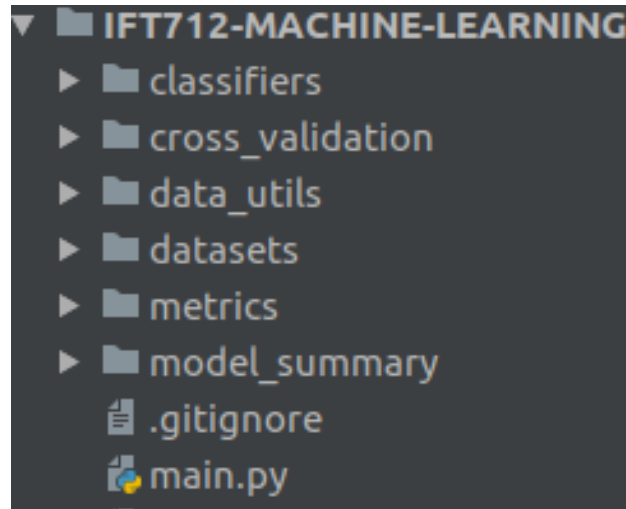 IFT712-MACHINE-LEARNING
classifiers
cross_validation
data_utils
datasets
metrics
model_summary
.gitignore
main.py